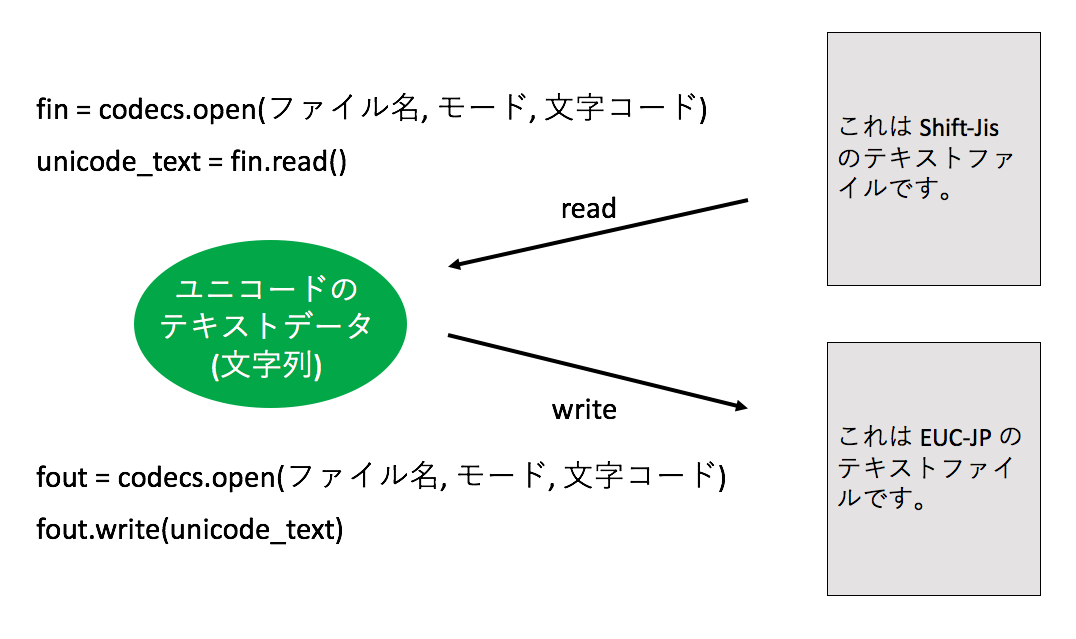 fin = codecs.open(ファイル名, モード, 文字コード)
unicode_text = fin.read()
これは Shift-Jis
のテキストファ
イルです。
read
ユニコードの
テキストデータ
(文字列)
write
これは EUC-JP の
テキストファイ
ルです。
fout = codecs.open(ファイル名, モード, 文字コード)
fout.write(unicode_text)